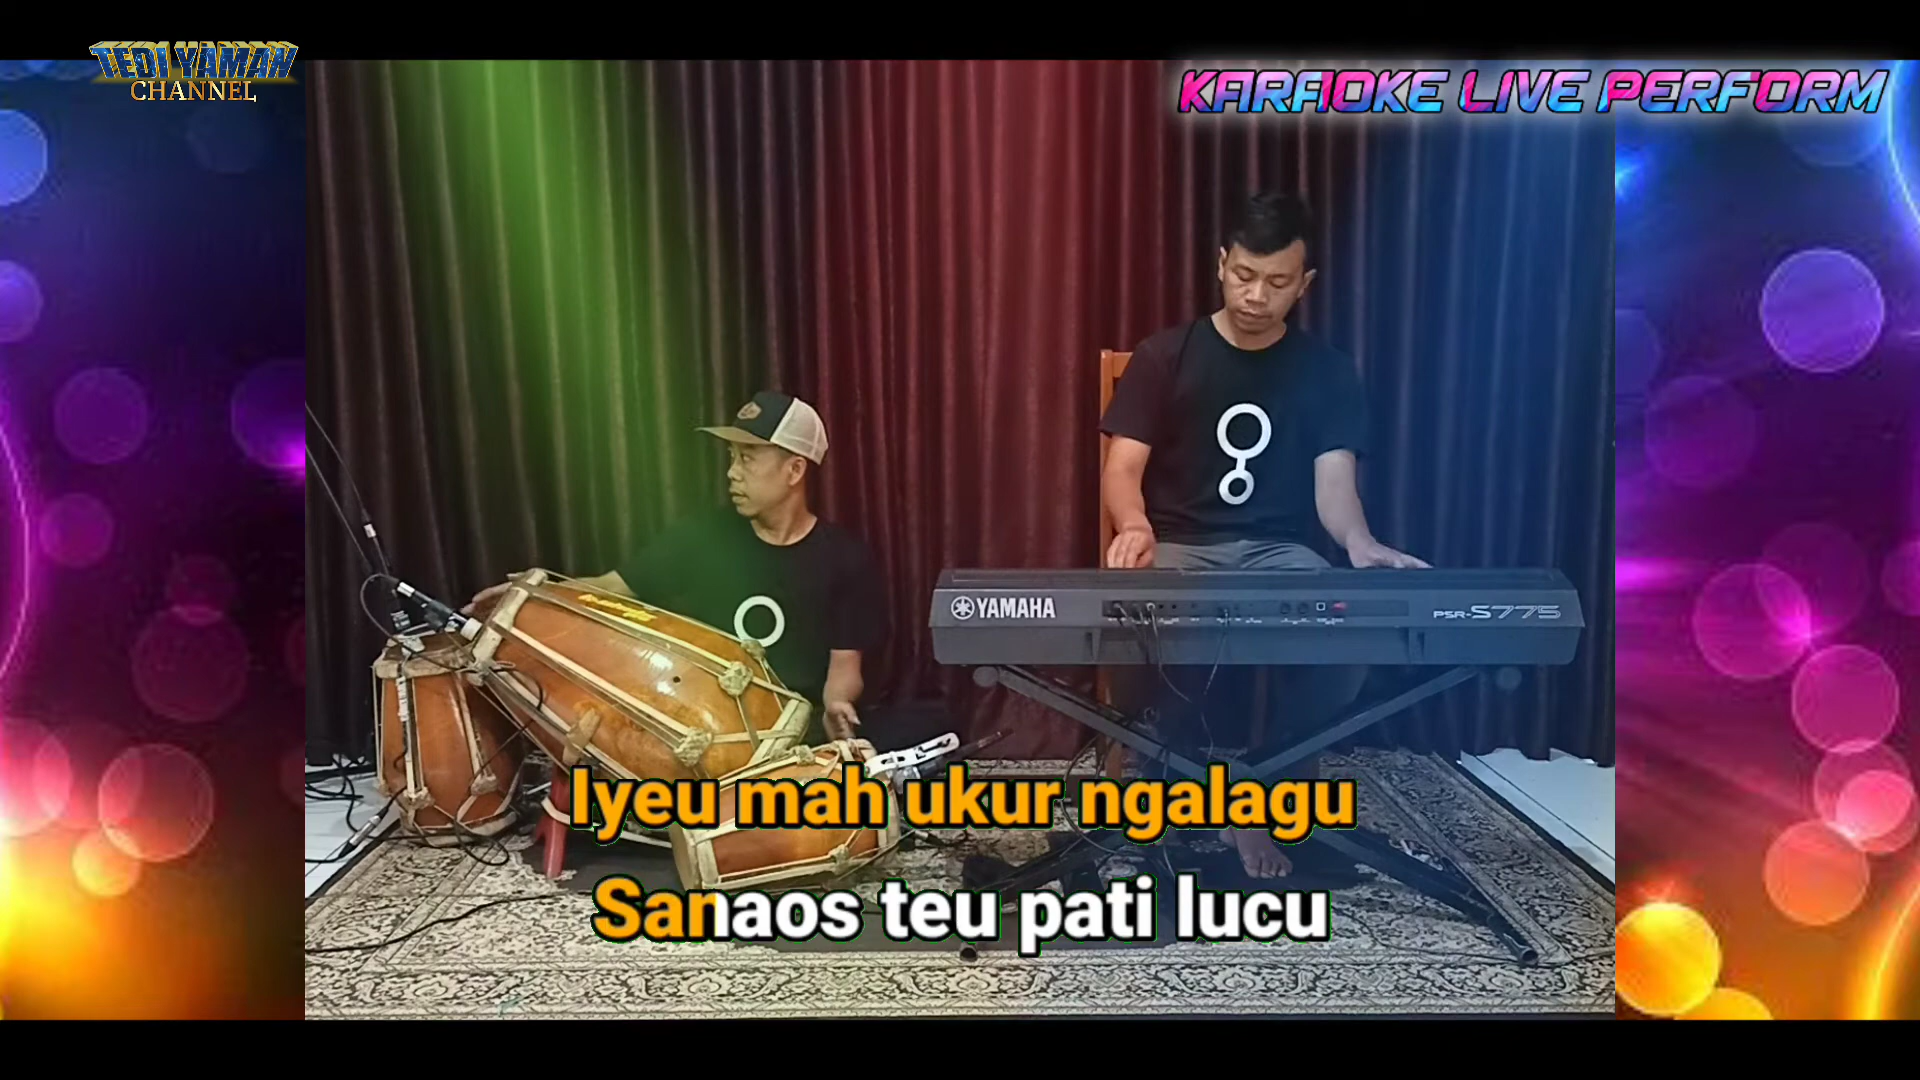 TEDI YAMAN
CHANNEL
KARAOKE LIVE PERFORM
YAMAHA
PSR-S775
Iyeu mah ukur ngalagu
Sanaos teu pati lucu